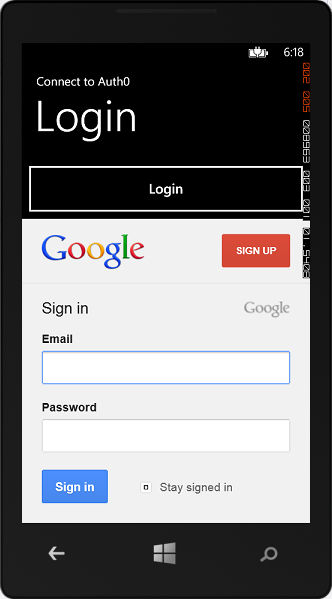 6:18
Connect to Auth0
Login
Login
Google
SIGN UP
Sign in
Google
Email
Password
Sign in
Stay signed in